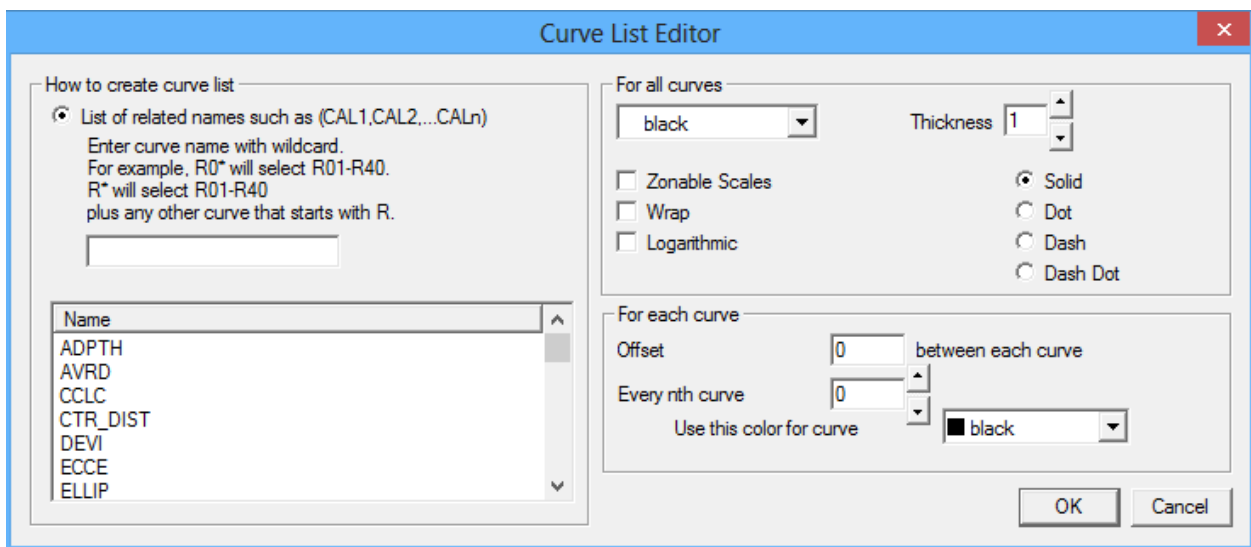 Curve List Editor
How to create curve list
List of related names such as (CAL1,CAL2,...CALn)
Enter curve name with wildcard.
For example, R0* will select R01-R40.
R* will select R01-R40
plus any other curve that starts with R.
Name
ADPTH
AVRD
CCLC
CTR_DIST
DEVI
ECCE
ELLIP
For all curves
black
Thickness 1
Zonable Scales
Wrap
Logarithmic
Solid
Dot
Dash
Dash Dot
For each curve
Offset 0 between each curve
Every nth curve 0
Use this color for curve black
OK Cancel